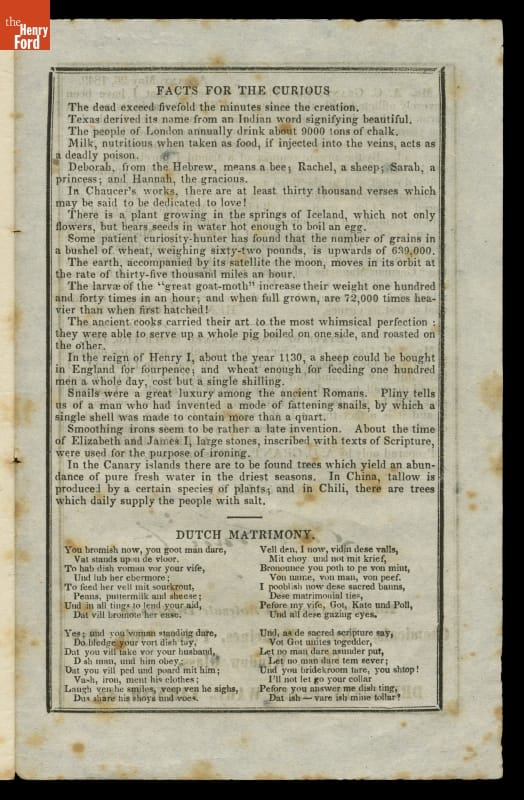 the
Henry
Ford
FACTS FOR THE CURIOUS
The dead exceed fivefold the minutes since the creation.
Texas derived its name from an Indian word signifying beautiful.
The people of London annually drink about 9000 tons of chalk.
Milk, nutritious when taken as food, if injected into the veins, acts as
a deadly poison.
Deborah, from the Hebrew, means a bee; Rachel, a sheep; Sarah, a
princess; and Hannah, the gracious.
In Chaucer's works, there are at least thirty thousand verses which
may be said to be dedicated to love!
There is a plant growing in the springs of Iceland, which not only
flowers, but bears seeds in water hot enough to boil an egg.
Some patient curiosity-hunter has found that the number of grains in
a bushel of wheat, weighing sixty-two pounds, is upwards of 639,000.
The earth, accompanied by its satellite the moon, moves in its orbit at
the rate of thirty-five thousand miles an hour.
The larvæ of the "great goat-moth" increase their weight one hundred
and forty times in an hour; and when full grown, are 72,000 times hea-
vier than when first hatched!
The ancient cooks carried their art to the most whimsical perfection:
they were able to serve up a whole pig boiled on one side, and roasted on
the other.
In the reign of Henry I, about the year 1130, a sheep could be bought
in England for fourpence; and wheat enough for feeding one hundred
men a whole day, cost but a single shilling.
Snails were a great luxury among the ancient Romans. Pliny tells
us of a man who had invented a mode of fattening snails, by which a
single shell was made to contain more than a quart.
Smoothing irons seem to be rather a late invention. About the time
of Elizabeth and James I, large stones, inscribed with texts of Scripture,
were used for the purpose of ironing.
In the Canary islands there are to be found trees which yield an abun-
dance of pure fresh water in the driest seasons. In China, tallow is
produced by a certain species of plants; and in Chili, there are trees
which daily supply the people with salt.
DUTCH MATRIMONY.
You bromish now, you goot man dare,
Vat stands upon de vloor.
To hab dish voman vor your vife,
Und lub her ebermore;
To feed her vell mit sourkrout,
Peans, puttermilk and sheese;
Und in all tings to lend your aid,
Dat vill bromote her ease.
Yes; und you voman standing dare,
Do bledge your vort dish tay,
Dat you vill take vor your husband,
Dish man, und him obey;
Dat you vill ped und poard mit him;
Vash, iron, ment his clothes;
Laugh ven he smiles, veep ven he sighs,
Dus share his shoys und voes.
Vell den, I now, vidin dese valls,
Mit choy und not mit krief,
Bronounce you poth to pe von mint,
Von name, von man, von peef.
I pooblish now dese sacred banns,
Dese matrimonial ties,
Pefore my vife, Got, Kate und Poll,
Und all dese gazing eyes.
Und, as de sacred scripture say,
Vot Got unites togedder,
Let no man dare asunder put,
Let no man dare tem sever;
Und you bridekroom tare, you shtop!
I'll not let go your collar
Pefore you answer me dish ting,
Dat ish—vare ish mine tollar?